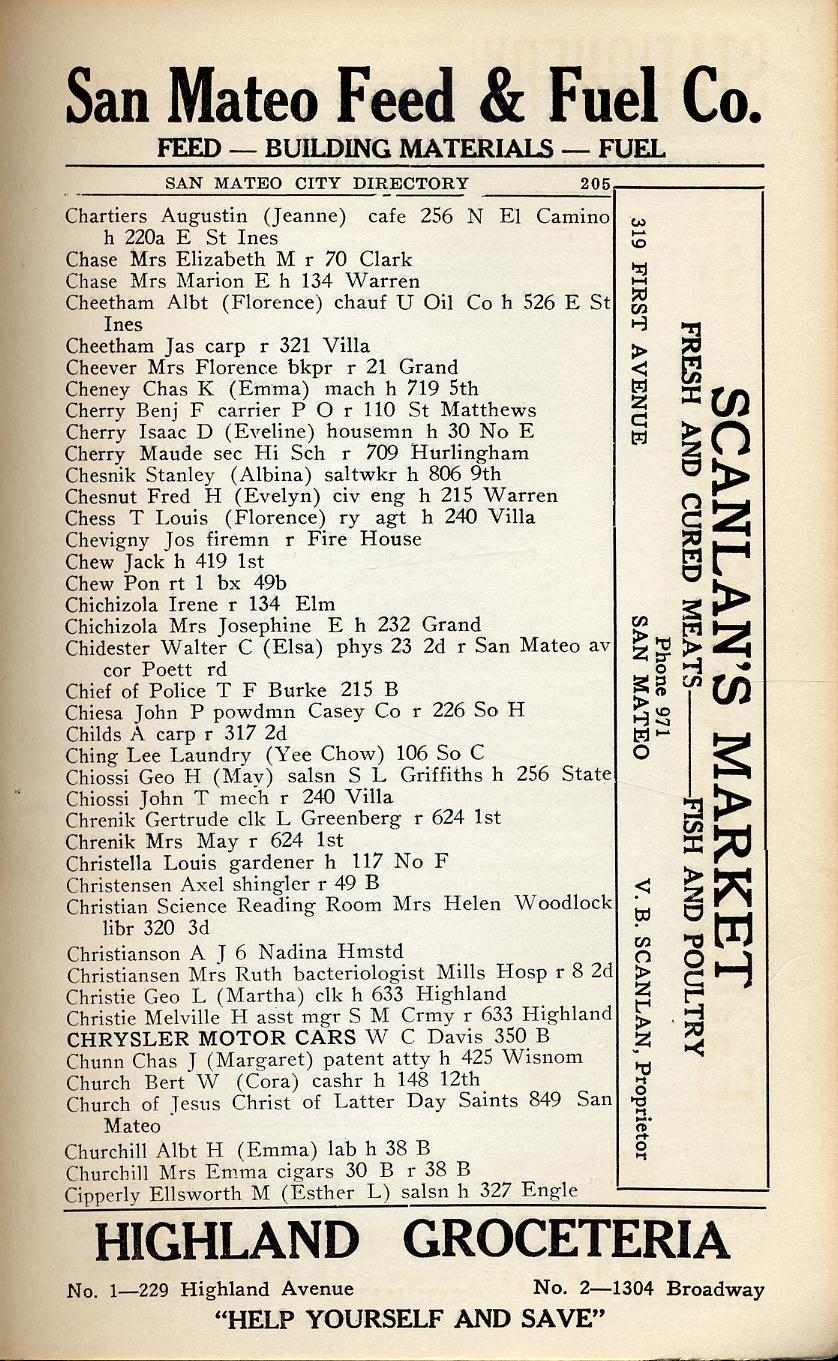 San Mateo Feed & Fuel Co.
FEED — BUILDING MATERIALS — FUEL
SAN MATEO CITY DIRECTORY 205
Chartiers Augustin (Jeanne) cafe 256 N El Camino
h 220a E St Ines
Chase Mrs Elizabeth M r 70 Clark
Chase Mrs Marion E h 134 Warren
Cheetham Albt (Florence) chauf U Oil Co h 526 E St
Ines
Cheetham Jas carp r 321 Villa
Cheever Mrs Florence bkpr r 21 Grand
Cheney Chas K (Emma) mach h 719 5th
Cherry Benj F carrier P O r 110 St Matthews
Cherry Isaac D (Eveline) housemn h 30 No E
Cherry Maude sec Hi Sch r 709 Hurlingham
Chesnik Stanley (Albina) saltwkr h 806 9th
Chesnut Fred H (Evelyn) civ eng h 215 Warren
Chess T Louis (Florence) ry agt h 240 Villa
Chevigny Jos firemn r Fire House
Chew Jack h 419 1st
Chew Pon rt 1 bx 49b
Chichizola Irene r 134 Elm
Chichizola Mrs Josephine E h 232 Grand
Chidester Walter C (Elsa) phys 23 2d r San Mateo av
cor Poett rd
Chief of Police T F Burke 215 B
Chiesa John P powdmn Casey Co r 226 So H
Childs A carp r 317 2d
Ching Lee Laundry (Yee Chow) 106 So C
Chiossi Geo H (May) salsn S L Griffiths h 256 State
Chiossi John T mech r 240 Villa
Chrenik Gertrude clk L Greenberg r 624 1st
Chrenik Mrs May r 624 1st
Christella Louis gardener h 117 No F
Christensen Axel shingler r 49 B
Christian Science Reading Room Mrs Helen Woodlock
libr 320 3d
Christianson A J 6 Nadina Hmstd
Christiansen Mrs Ruth bacteriologist Mills Hosp r 8 2d
Christie Geo L (Martha) clk h 633 Highland
Christie Melville H asst mgr S M Crmy r 633 Highland
CHRYSLER MOTOR CARS W C Davis 350 B
Chunn Chas J (Margaret) patent atty h 425 Wisnom
Church Bert W (Cora) cashr h 148 12th
Church of Jesus Christ of Latter Day Saints 849 San
Mateo
Churchill Albt H (Emma) lab h 38 B
Churchill Mrs Emma cigars 30 B r 38 B
Cipperly Ellsworth M (Esther L) salsn h 327 Engle
SCANLAN'S MARKET
FRESH AND CURED MEATS—FISH AND POULTRY
Phone 971
319 FIRST AVENUE SAN MATEO V. B. SCANLAN, Proprietor
HIGHLAND GROCETERIA
No. 1—229 Highland Avenue No. 2—1304 Broadway
“HELP YOURSELF AND SAVE”